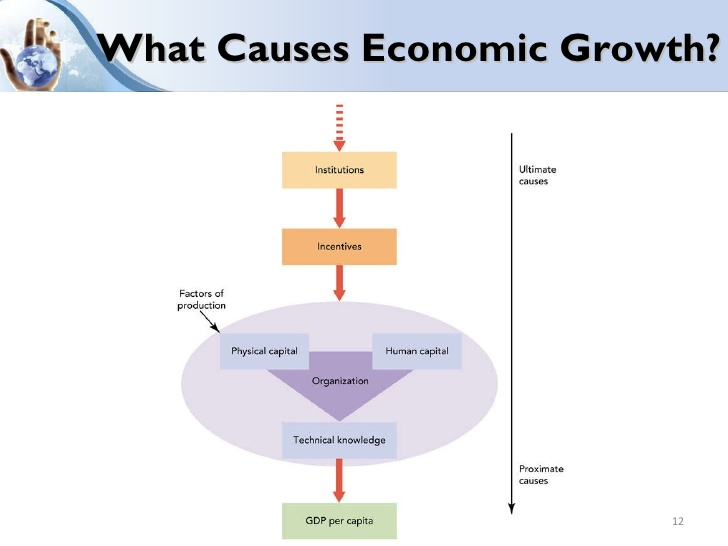 What Causes Economic Growth?
Institutions
Ultimate
causes
Incentives
Factors of
production
Physical capital
Human capital
Organization
Technical knowledge
Proximate
causes
GDP per capita
12